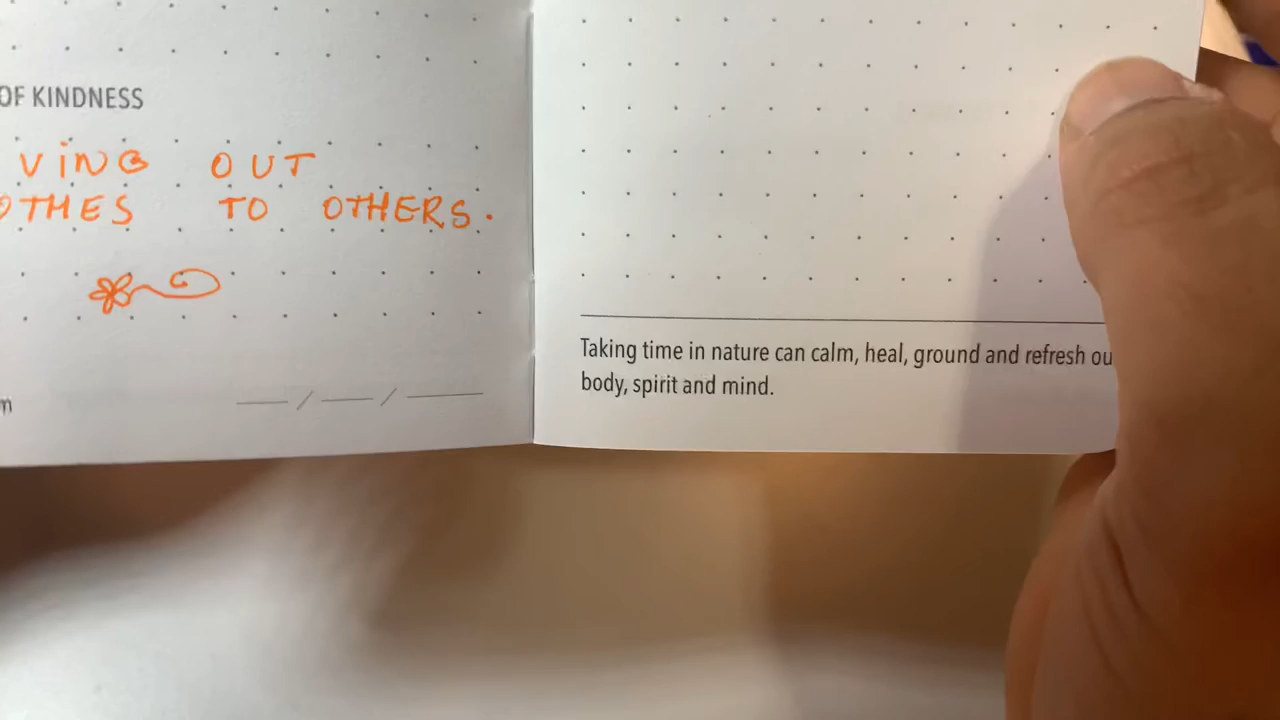 OF KINDNESS
VING OUT
OTHES TO OTHERS.
Taking time in nature can calm, heal, ground and refresh ou
body, spirit and mind.